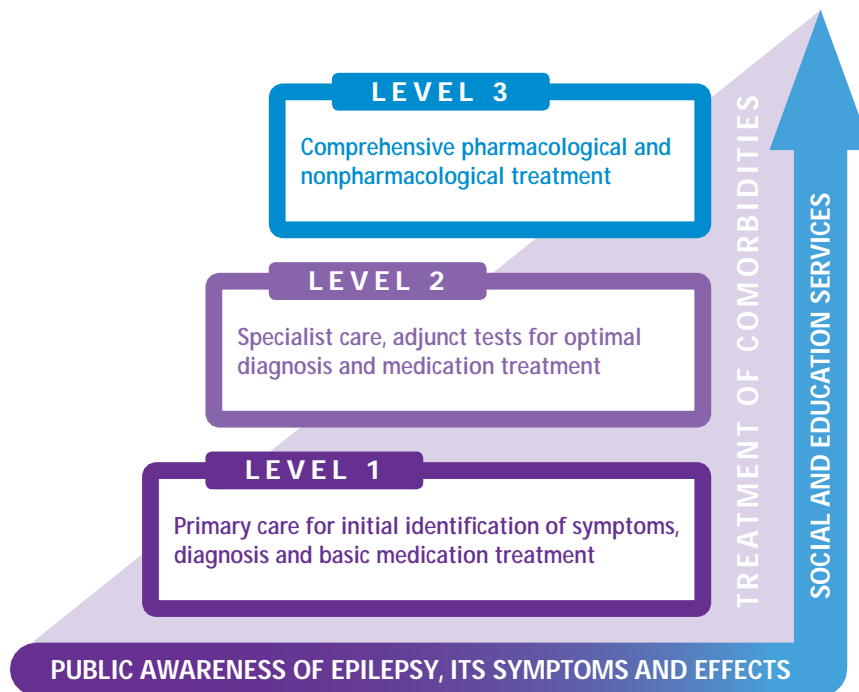 LEVEL 3
Comprehensive pharmacological and
nonpharmacological treatment
LEVEL 2
Specialist care, adjunct tests for optimal
diagnosis and medication treatment
LEVEL 1
Primary care for initial identification of symptoms,
diagnosis and basic medication treatment
TREATMENT OF COMORBIDITIES
SOCIAL AND EDUCATION SERVICES
PUBLIC AWARENESS OF EPILEPSY, ITS SYMPTOMS AND EFFECTS